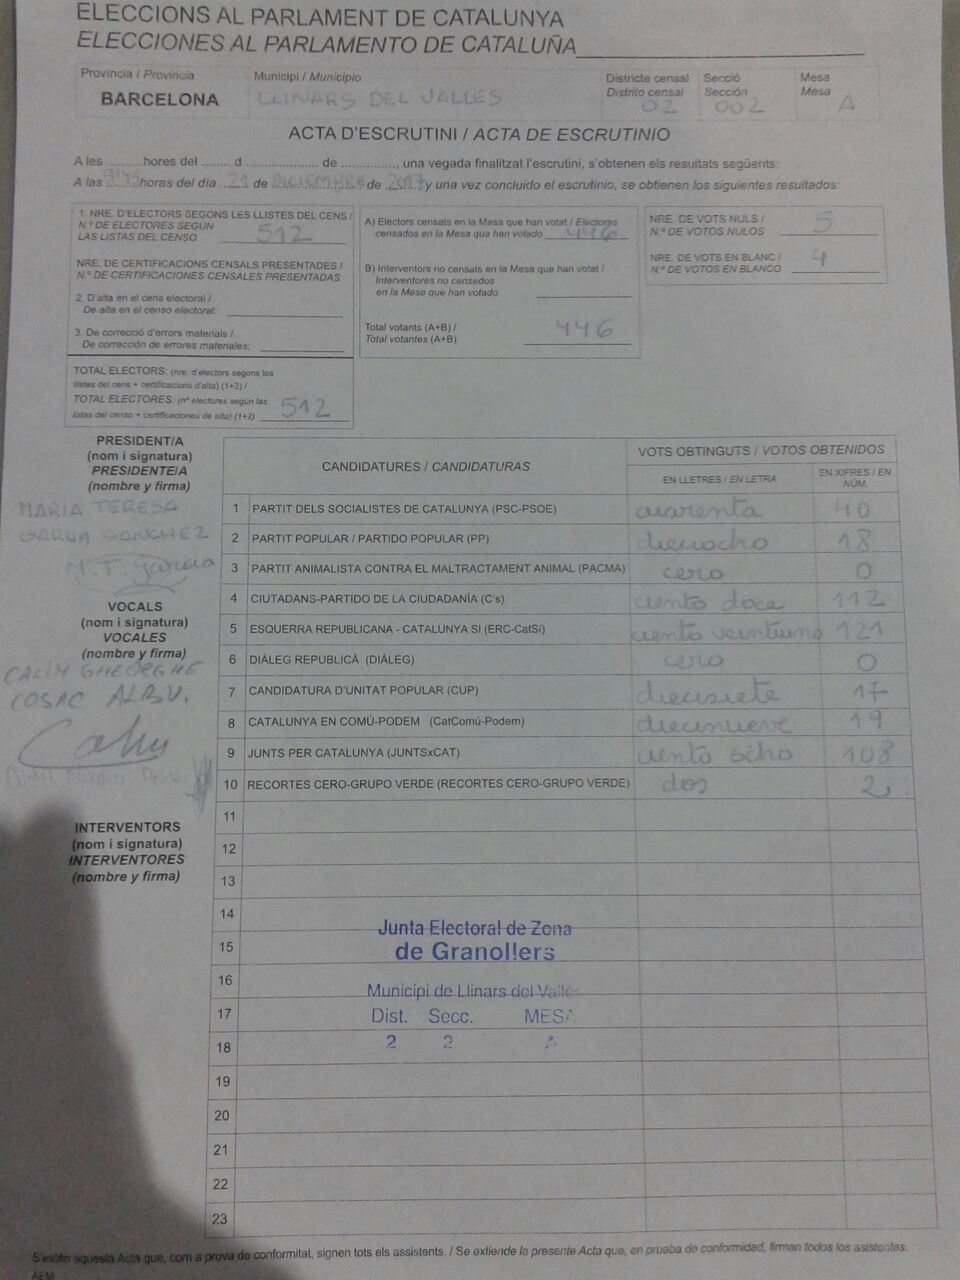 ELECCIONS AL PARLAMENT DE CATALUNYA
ELECCIONES AL PARLAMENTO DE CATALUÑA
Província / Provincia
BARCELONA
Municipi / Municipio
LLINARS DEL VALLES
Districte censal
Distrito censal
02
Secció
Sección
002
Mesa
Mesa
A
ACTA D'ESCRUTINI / ACTA DE ESCRUTINIO
A les ..........hores del ........ d .................... de ..............., una vegada finalitzat l'escrutini, s'obtenen els resultats següents:
A las 9'45 horas del día 21 de DICIEMBRE de 2017 y una vez concluido el escrutinio, se obtienen los siguientes resultados:
1. NRE. D'ELECTORS SEGONS LES LLISTES DEL CENS /
N.º DE ELECTORES SEGÚN
LAS LISTAS DEL CENSO 512
NRE. DE CERTIFICACIONS CENSALS PRESENTADES /
N.º DE CERTIFICACIONES CENSALES PRESENTADAS
2. D'alta en el cens electoral /
De alta en el censo electoral:
3. De correcció d'errors materials /
De corrección de errores materiales:
TOTAL ELECTORS: (nre. d'electors segons les
llistes del cens + certificacions d'alta) (1+2) /
TOTAL ELECTORES: (nº electores según las
listas del censo + certificaciones de alta) (1+2) 512
A) Electors censals en la Mesa que han votat / Electores
censados en la Mesa que han votado 446
B) Interventors no censats en la Mesa que han votat /
Interventores no censados
en la Mesa que han votado
Total votants (A+B) /
Total votantes (A+B) 446
NRE. DE VOTS NULS /
N.º DE VOTOS NULOS 5
NRE. DE VOTS EN BLANC /
N.º DE VOTOS EN BLANCO 4
PRESIDENT/A
(nom i signatura)
PRESIDENTE/A
(nombre y firma)
MARIA TERESA
GARCIA SANCHEZ
M.T. Garcia
VOCALS
(nom i signatura)
VOCALES
(nombre y firma)
CALIN GHEORGHE
COSAC ALBU.
INTERVENTORS
(nom i signatura)
INTERVENTORES
(nombre y firma)
CANDIDATURES / CANDIDATURAS
VOTS OBTINGUTS / VOTOS OBTENIDOS
EN LLETRES / EN LETRA
EN XIFRES / EN NÚM.
1 PARTIT DELS SOCIALISTES DE CATALUNYA (PSC-PSOE) cuarenta 40
2 PARTIT POPULAR / PARTIDO POPULAR (PP) dieciocho 18
3 PARTIT ANIMALISTA CONTRA EL MALTRACTAMENT ANIMAL (PACMA) cero 0
4 CIUTADANS-PARTIDO DE LA CIUDADANÍA (C's) ciento doce 112
5 ESQUERRA REPUBLICANA - CATALUNYA SI (ERC-CatSí) ciento veintiuno 121
6 DIÀLEG REPUBLICÀ (DIÀLEG) cero 0
7 CANDIDATURA D'UNITAT POPULAR (CUP) diecisiete 17
8 CATALUNYA EN COMÚ-PODEM (CatComú-Podem) diecinueve 19
9 JUNTS PER CATALUNYA (JUNTSxCAT) ciento ocho 108
10 RECORTES CERO-GRUPO VERDE (RECORTES CERO-GRUPO VERDE) dos 2
11
12
13
14
15
16
17
18
19
20
21
22
23
Junta Electoral de Zona
de Granollers
Municipi de Llinars del Valles
Dist. Secc. MESA
2 2 A
S'estén aquesta Acta que, com a prova de conformitat, signen tots els assistents. / Se extiende la presente Acta que, en prueba de conformidad, firman todos los asistentes.